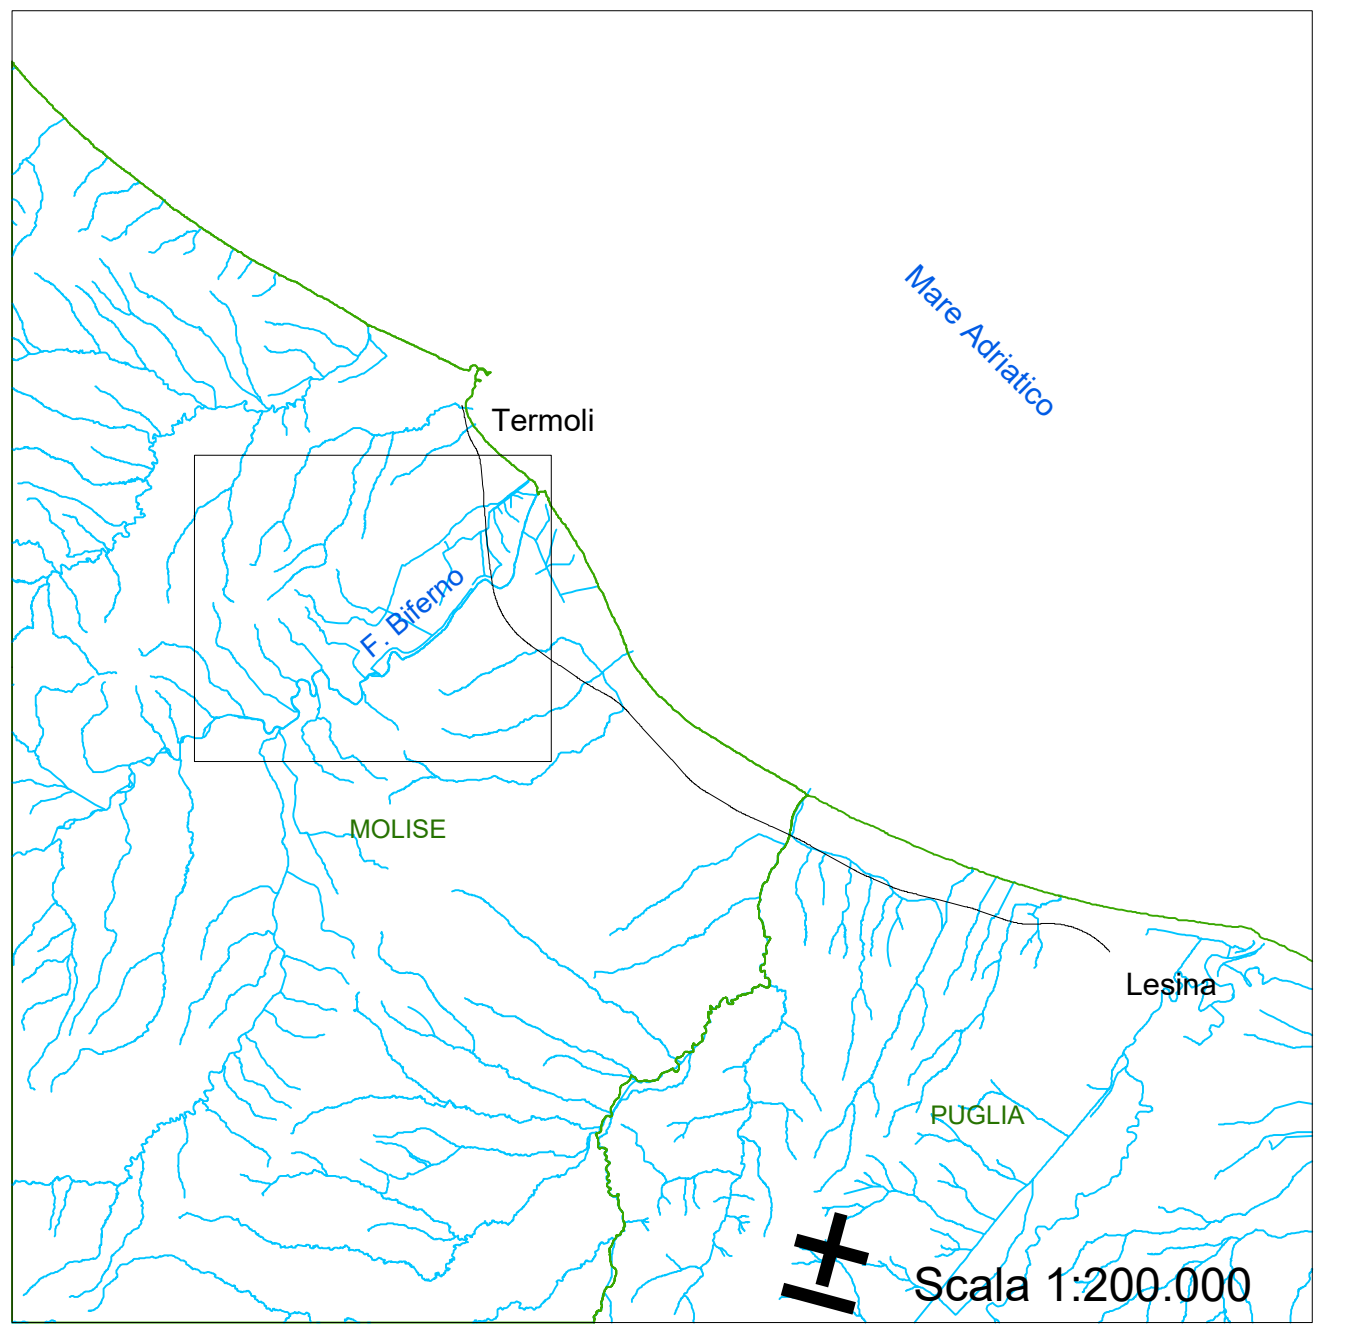 Mare Adriatico
Termoli
F. Biferno
MOLISE
Lesina
PUGLIA
Scala 1:200.000